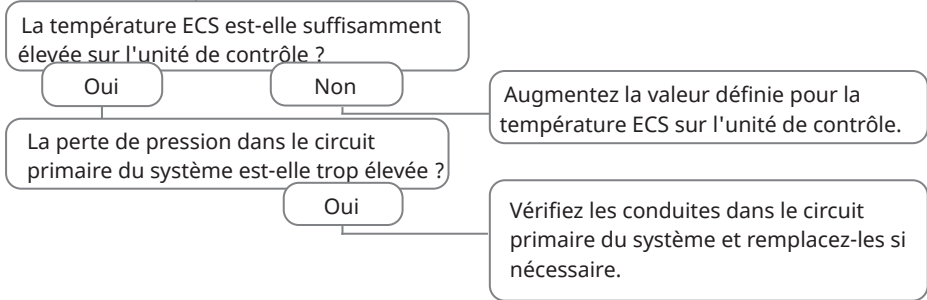 La température ECS est-elle suffisamment
élevée sur l'unité de contrôle ?
Oui
Non
Augmentez la valeur définie pour la
température ECS sur l'unité de contrôle.
La perte de pression dans le circuit
primaire du système est-elle trop élevée ?
Oui
Vérifiez les conduites dans le circuit
primaire du système et remplacez-les si
nécessaire.